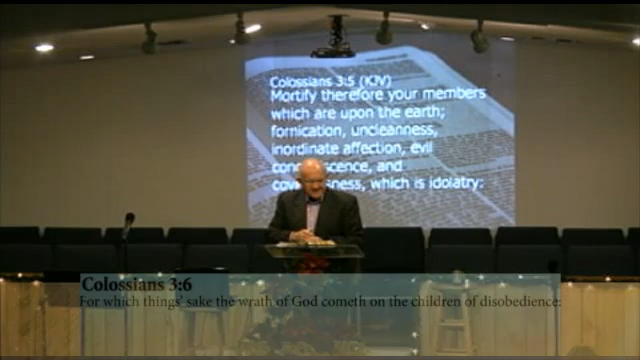 Colossians 3:5 (KJV)
Mortify therefore your members
which are upon the earth;
fornication, uncleanness,
inordinate affection, evil
and
which is idolatry:
Colossians 3:6
For which things' sake the wrath of God cometh on the children of disobedience: